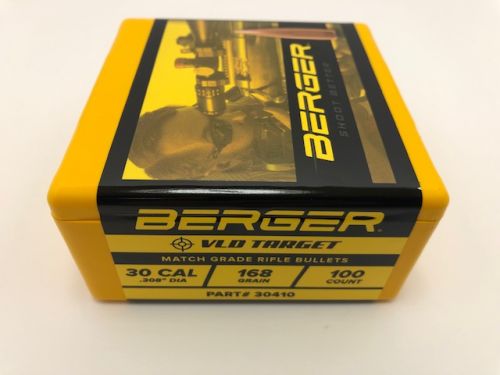 BERGER
SHOOT BETTER
BERGER
VLD TARGET
MATCH GRADE RIFLE BULLETS
30 CAL
.308" DIA
168
GRAIN
100
COUNT
PART# 30410